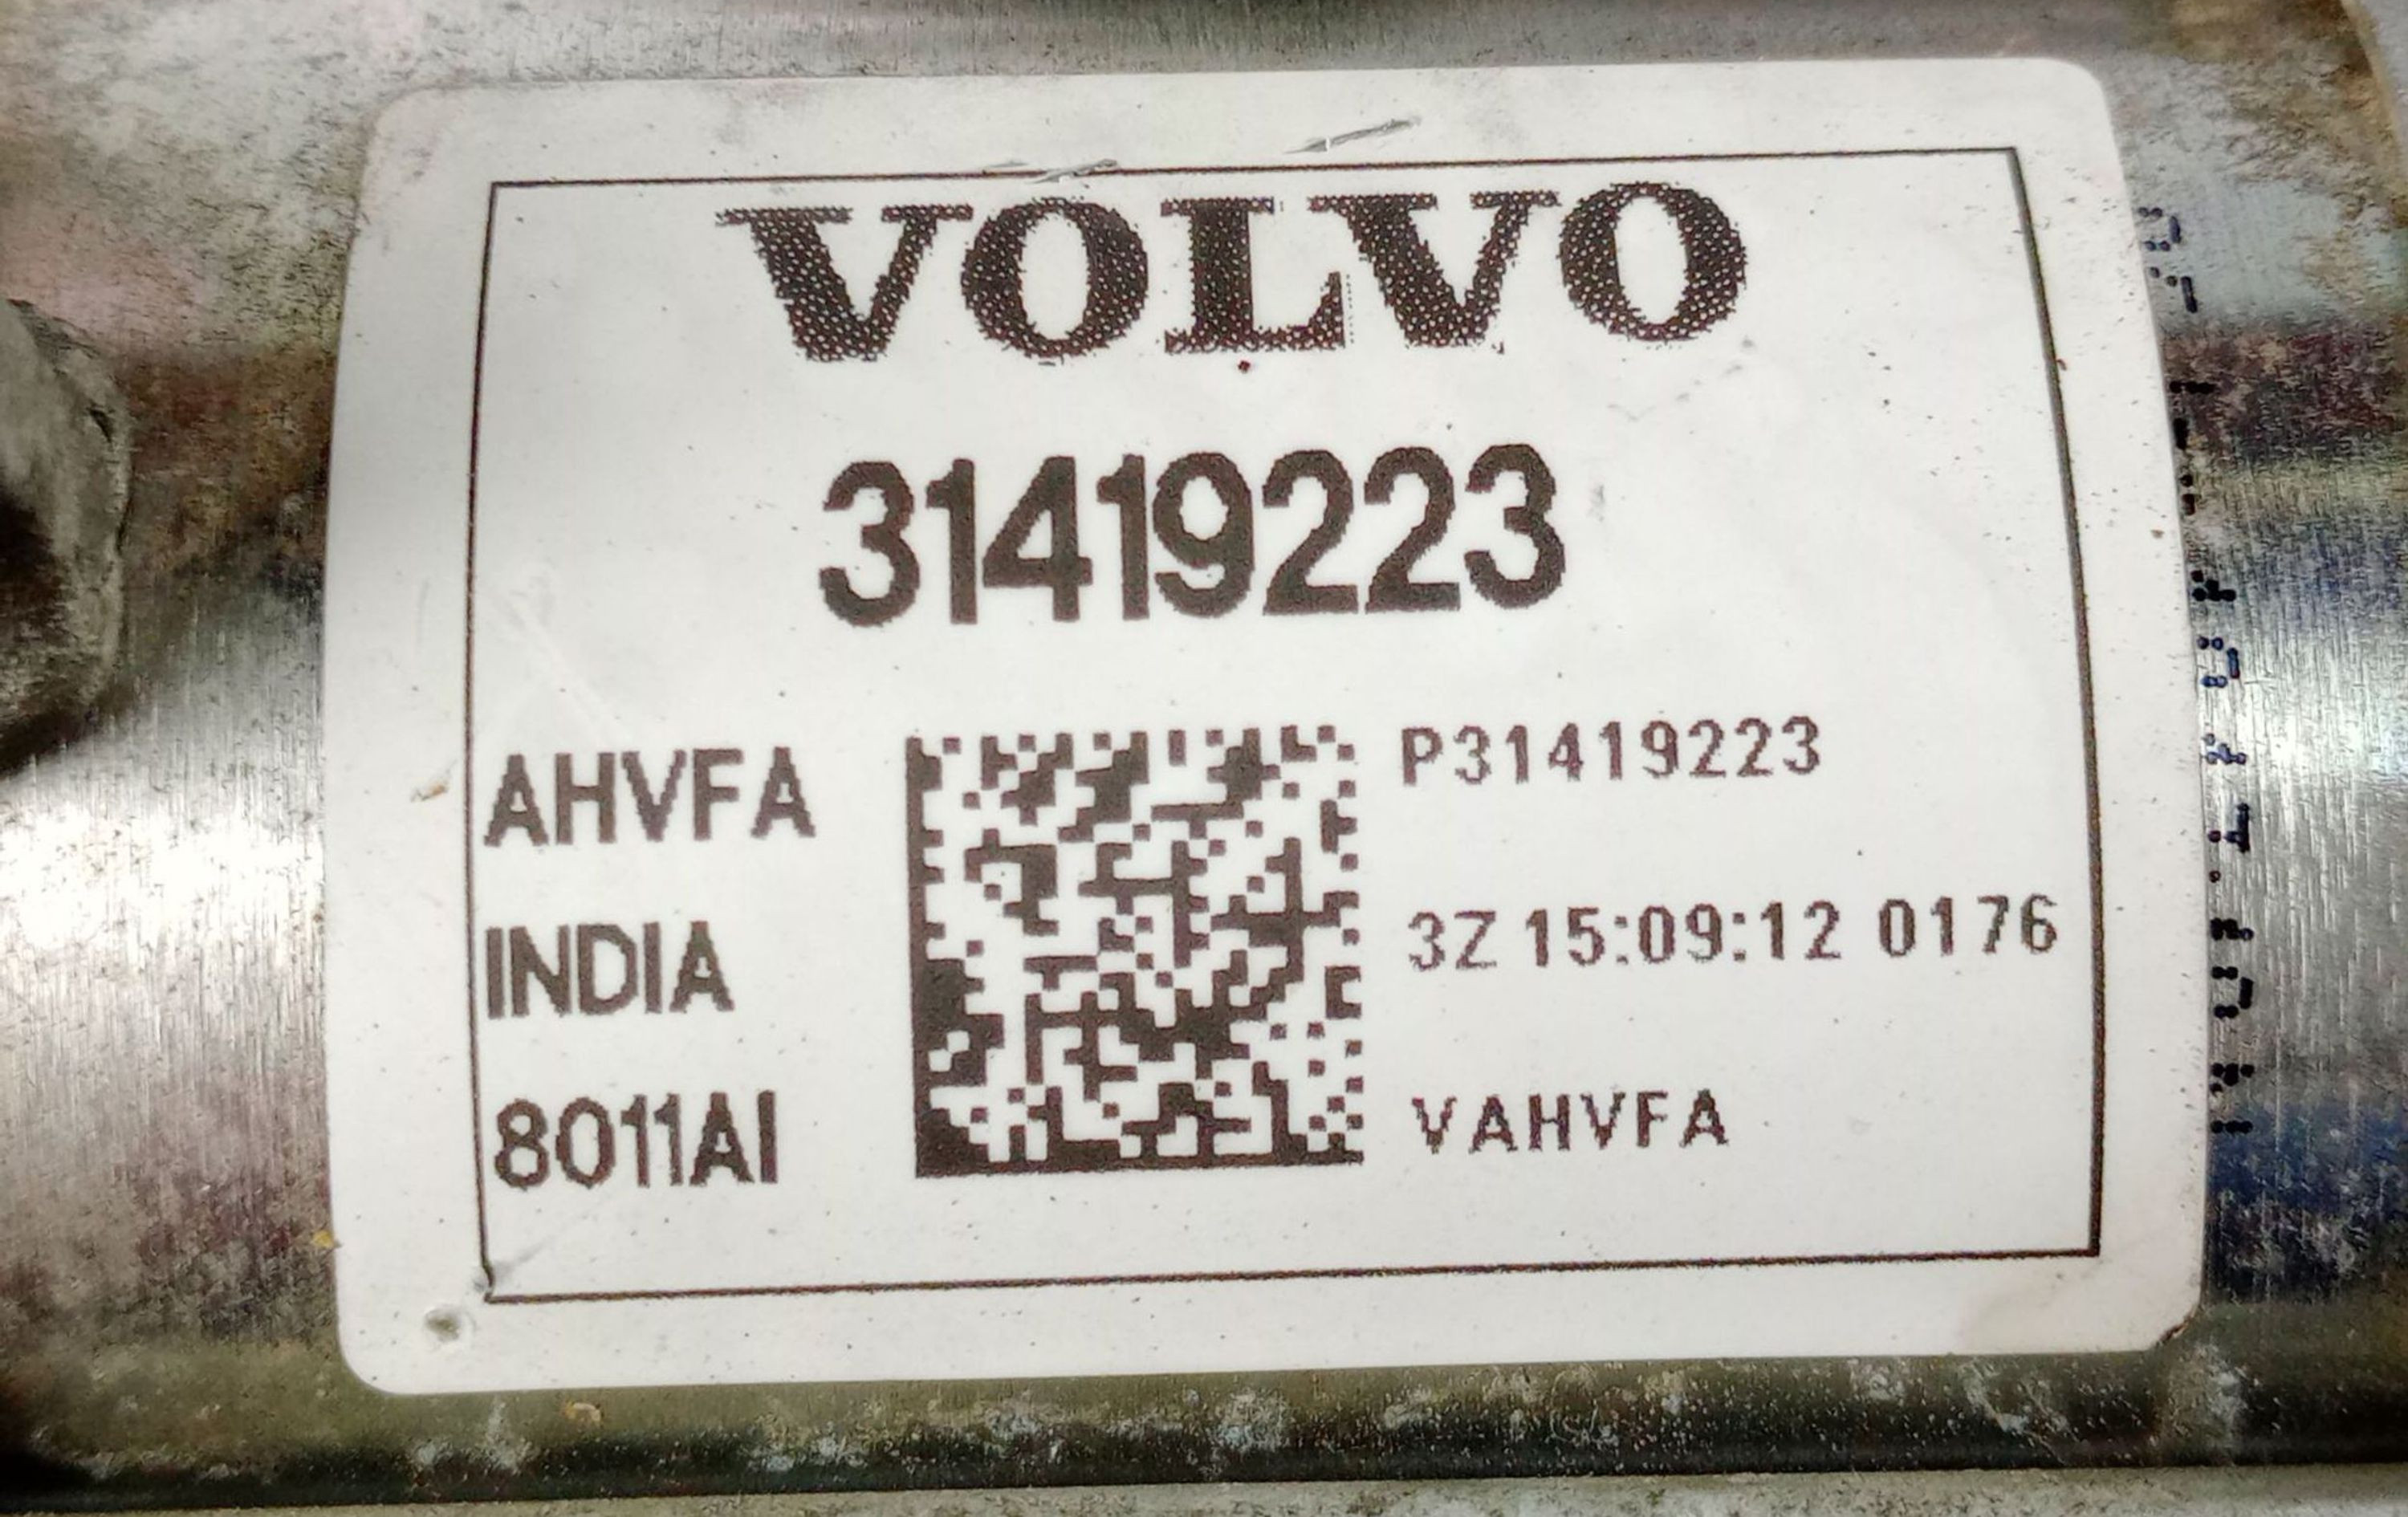 VOLVO
31419223
AHVFA
INDIA
8011AI
P31419223
3Z 15:09:12 0176
VAHVFA